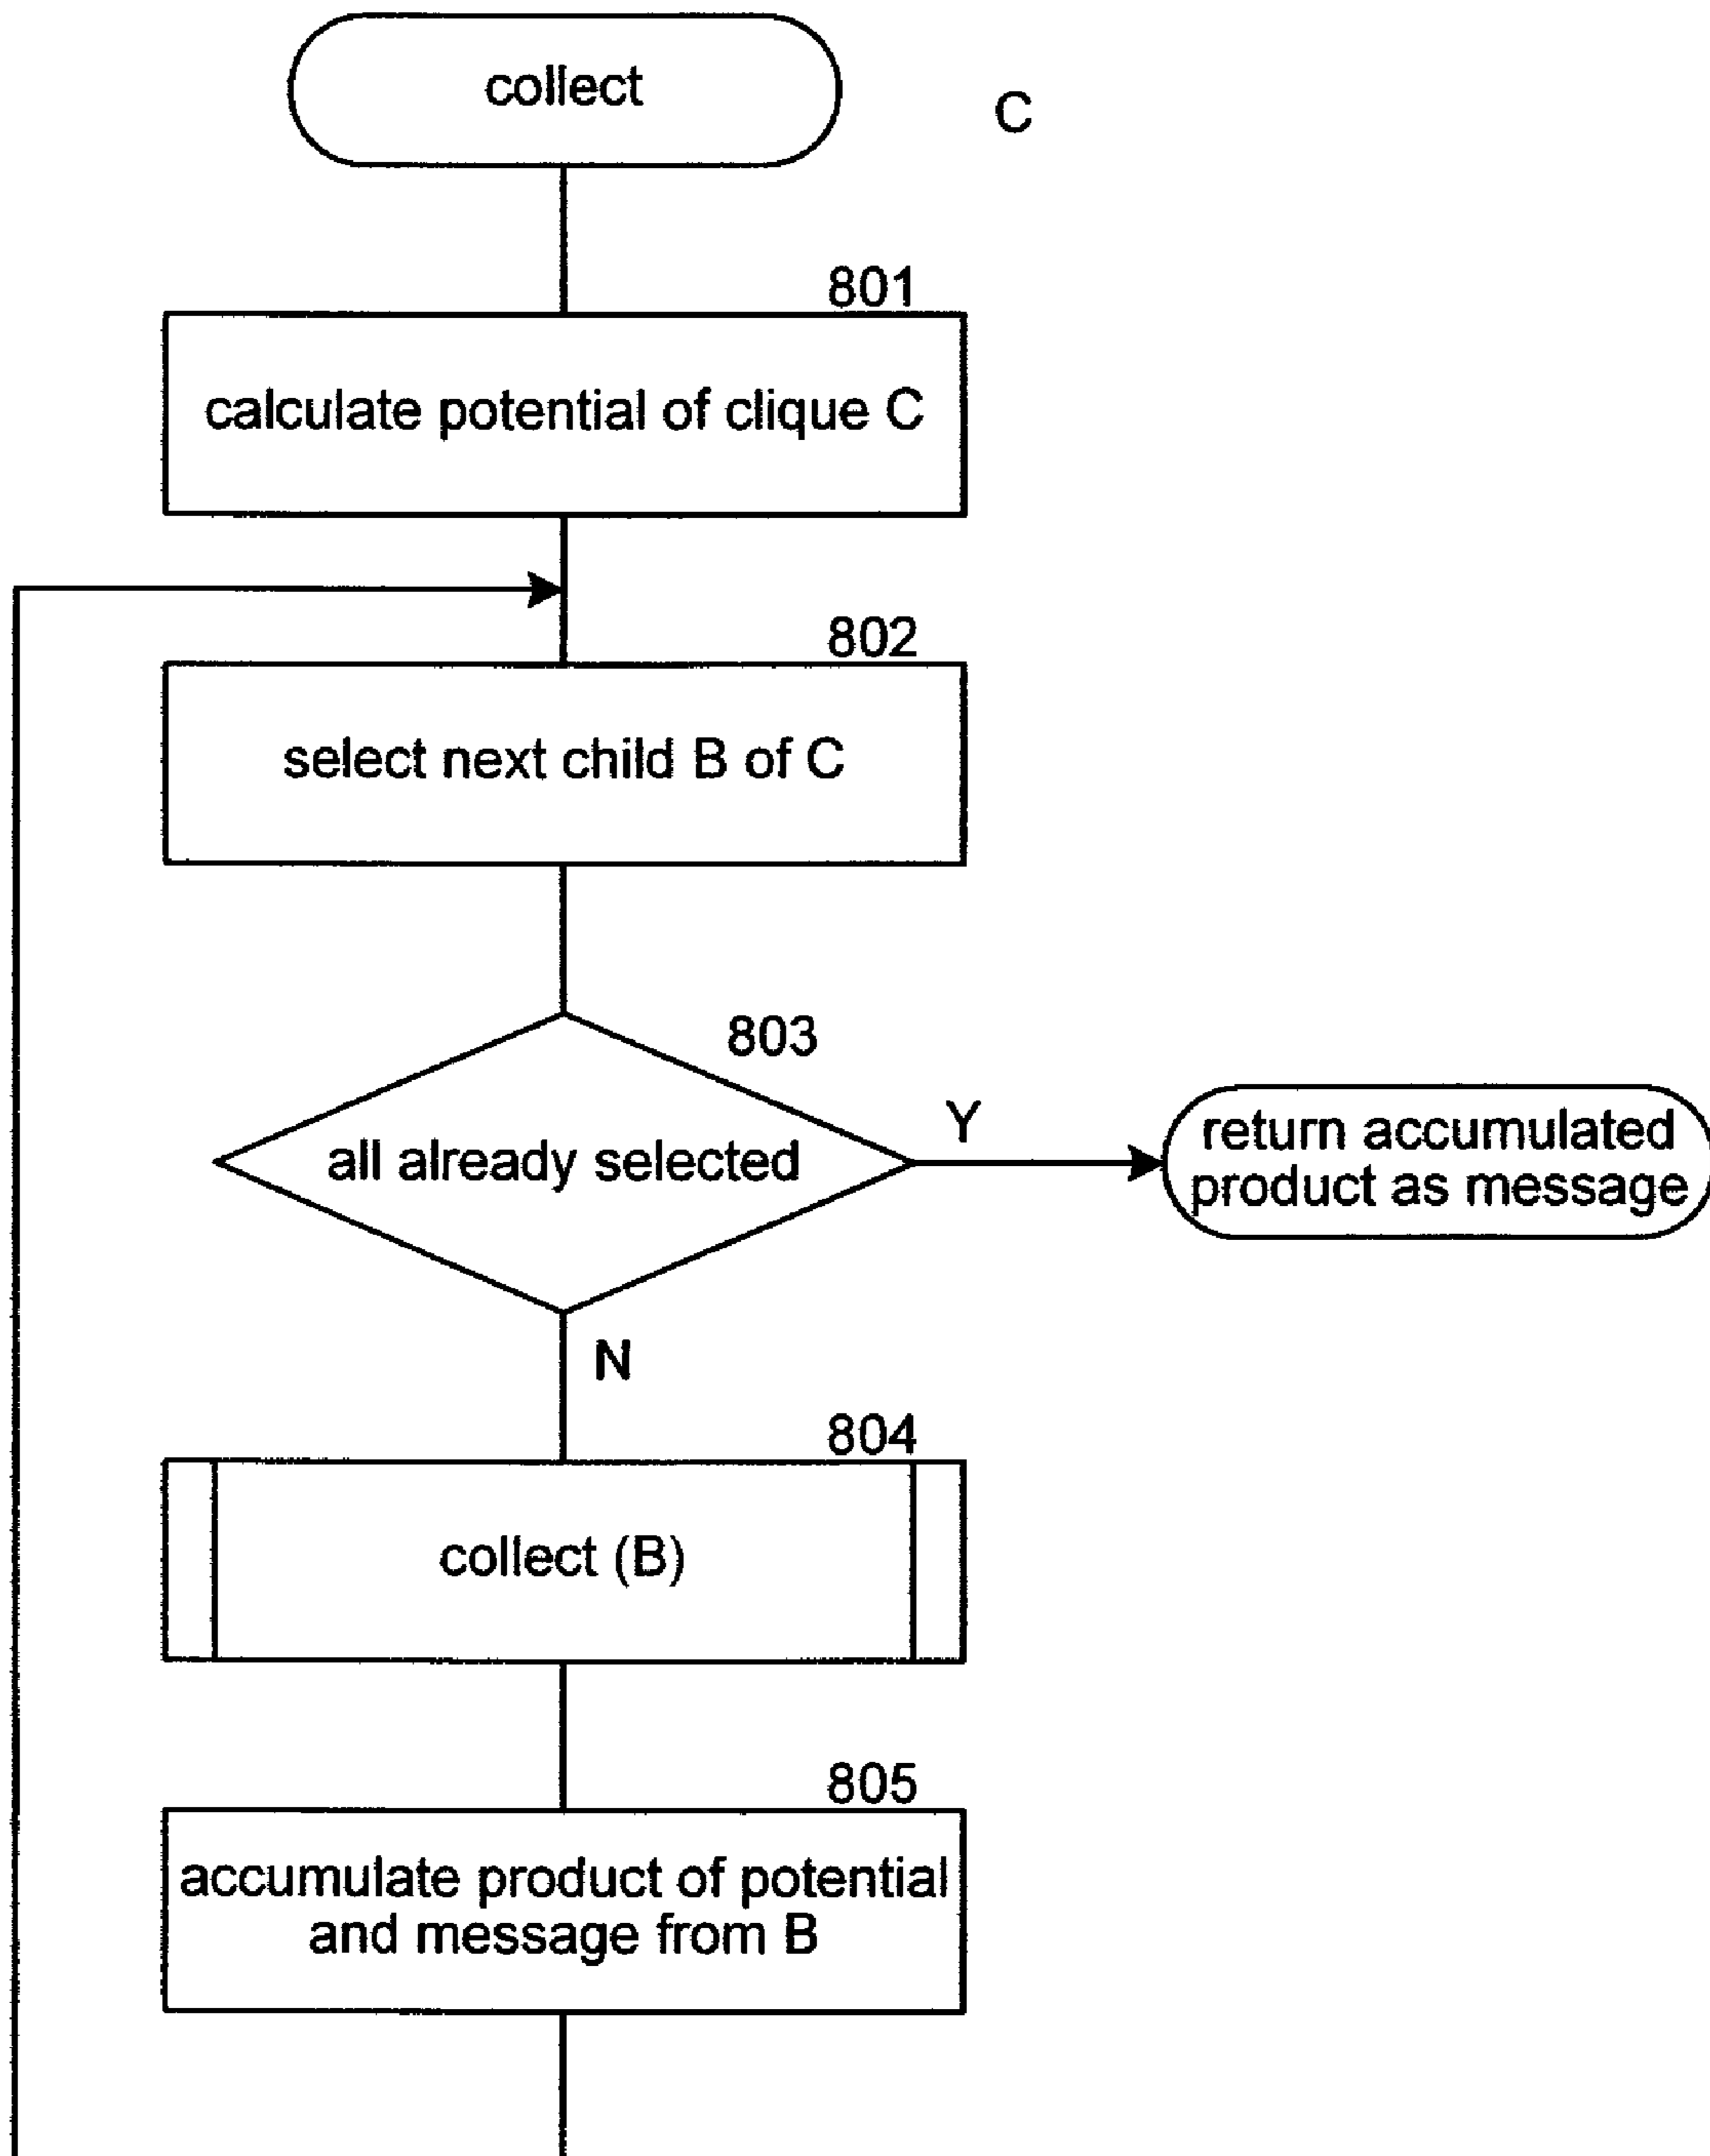 collect
C
801
calculate potential of clique C
802
select next child B of C
803
all already selected
Y
return accumulated
product as message
N
804
collect (B)
805
accumulate product of potential
and message from B